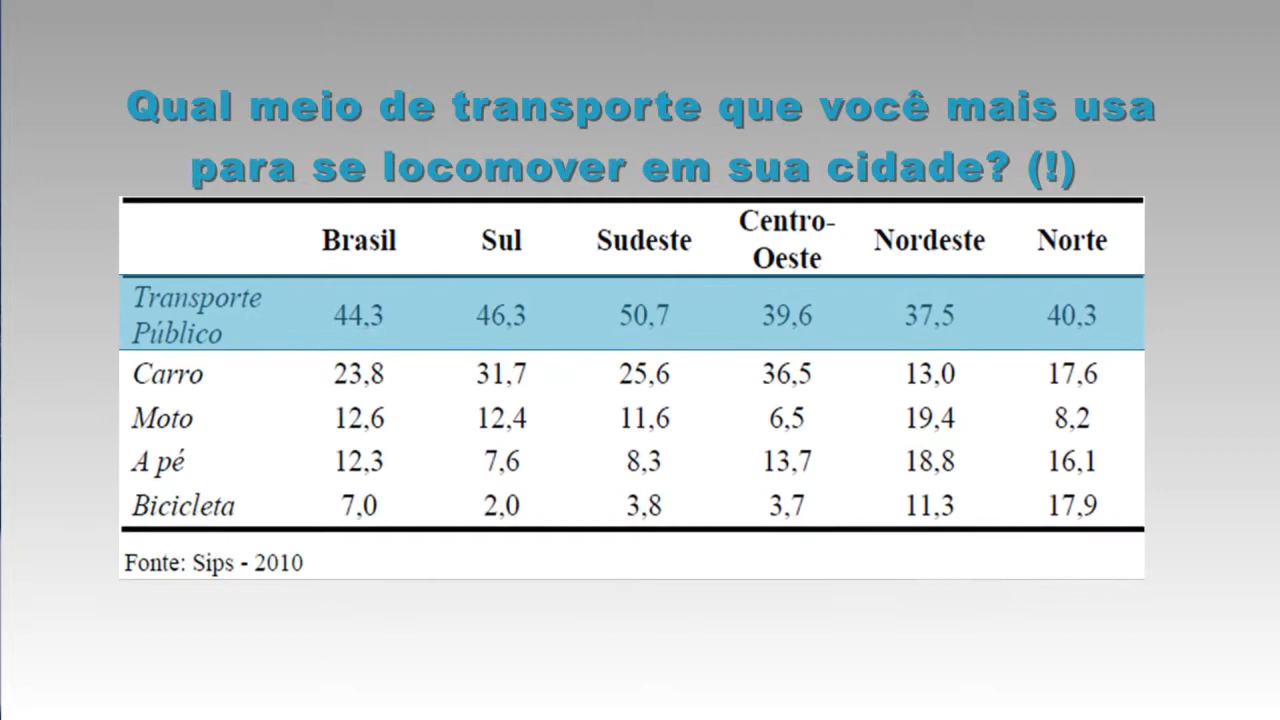 Qual meio de transporte que você mais usa
para se locomover em sua cidade? (!)
Brasil Sul Sudeste Centro-Oeste Nordeste Norte
Transporte Público 44,3 46,3 50,7 39,6 37,5 40,3
Carro 23,8 31,7 25,6 36,5 13,0 17,6
Moto 12,6 12,4 11,6 6,5 19,4 8,2
A pé 12,3 7,6 8,3 13,7 18,8 16,1
Bicicleta 7,0 2,0 3,8 3,7 11,3 17,9
Fonte: Sips - 2010